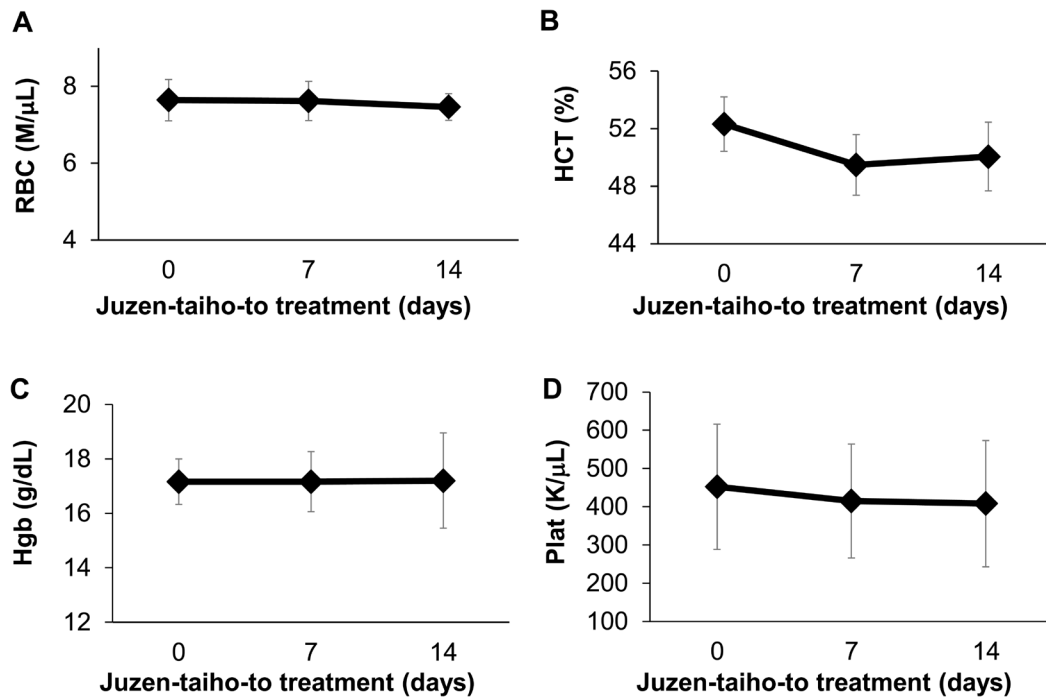 A
RBC (M/μL)
8
6
4
0 7 14
Juzen-taiho-to treatment (days)
B
HCT (%)
56
52
48
44
0 7 14
Juzen-taiho-to treatment (days)
C
Hgb (g/dL)
20
18
16
14
12
0 7 14
Juzen-taiho-to treatment (days)
D
Plat (K/μL)
700
600
500
400
300
200
100
0 7 14
Juzen-taiho-to treatment (days)